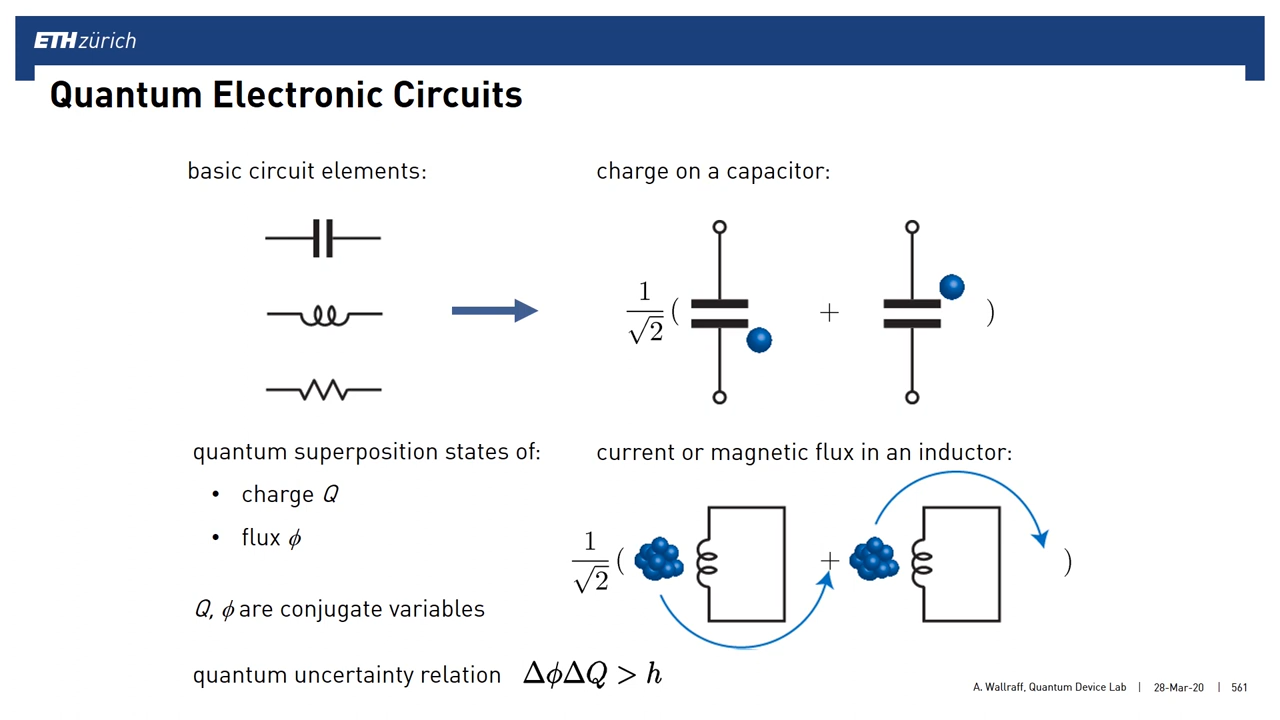 ETH zürich
Quantum Electronic Circuits
basic circuit elements:
charge on a capacitor:
1/√2 ( + )
quantum superposition states of:
• charge Q
• flux ϕ
current or magnetic flux in an inductor:
1/√2 ( + )
Q, ϕ are conjugate variables
quantum uncertainty relation ΔϕΔQ > h
A. Wallraff, Quantum Device Lab | 28-Mar-20 | 561